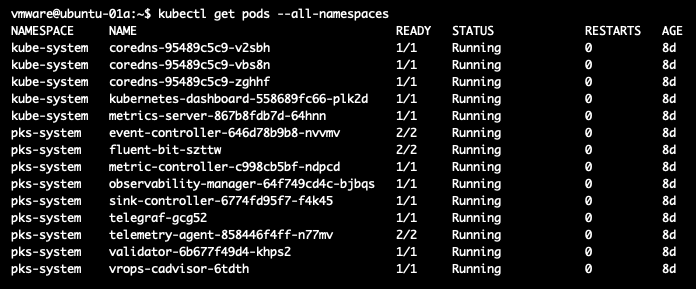 vmware@ubuntu-01a:~$ kubectl get pods --all-namespaces
NAMESPACE NAME READY STATUS RESTARTS AGE
kube-system coredns-95489c5c9-v2sbh 1/1 Running 0 8d
kube-system coredns-95489c5c9-vbs8n 1/1 Running 0 8d
kube-system coredns-95489c5c9-zghhf 1/1 Running 0 8d
kube-system kubernetes-dashboard-558689fc66-plk2d 1/1 Running 0 8d
kube-system metrics-server-867b8fdb7d-64hnn 1/1 Running 0 8d
pks-system event-controller-646d78b9b8-nvvmv 2/2 Running 0 8d
pks-system fluent-bit-szttw 2/2 Running 0 8d
pks-system metric-controller-c998cb5bf-ndpcd 1/1 Running 0 8d
pks-system observability-manager-64f749cd4c-bjbqs 1/1 Running 0 8d
pks-system sink-controller-6774fd95f7-f4k45 1/1 Running 0 8d
pks-system telegraf-gcg52 1/1 Running 0 8d
pks-system telemetry-agent-858446f4ff-n77mv 2/2 Running 0 8d
pks-system validator-6b677f49d4-khps2 1/1 Running 0 8d
pks-system vrops-cadvisor-6tdth 1/1 Running 0 8d